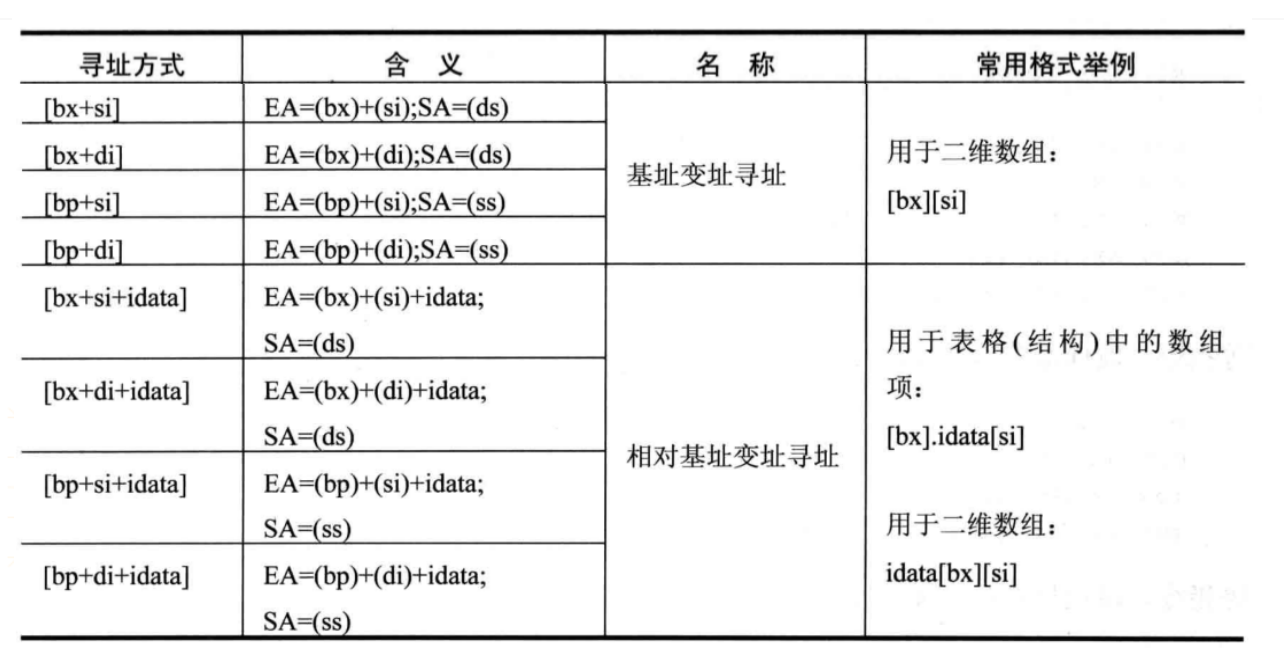 寻址方式 含 义 名 称 常用格式举例
[bx+si] EA=(bx)+(si);SA=(ds)
[bx+di] EA=(bx)+(di);SA=(ds)
[bp+si] EA=(bp)+(si);SA=(ss)
[bp+di] EA=(bp)+(di);SA=(ss)
基址变址寻址
用于二维数组：
[bx][si]
[bx+si+idata] EA=(bx)+(si)+idata;
SA=(ds)
[bx+di+idata] EA=(bx)+(di)+idata;
SA=(ds)
[bp+si+idata] EA=(bp)+(si)+idata;
SA=(ss)
[bp+di+idata] EA=(bp)+(di)+idata;
SA=(ss)
相对基址变址寻址
用于表格(结构)中的数组
项：
[bx].idata[si]
用于二维数组：
idata[bx][si]